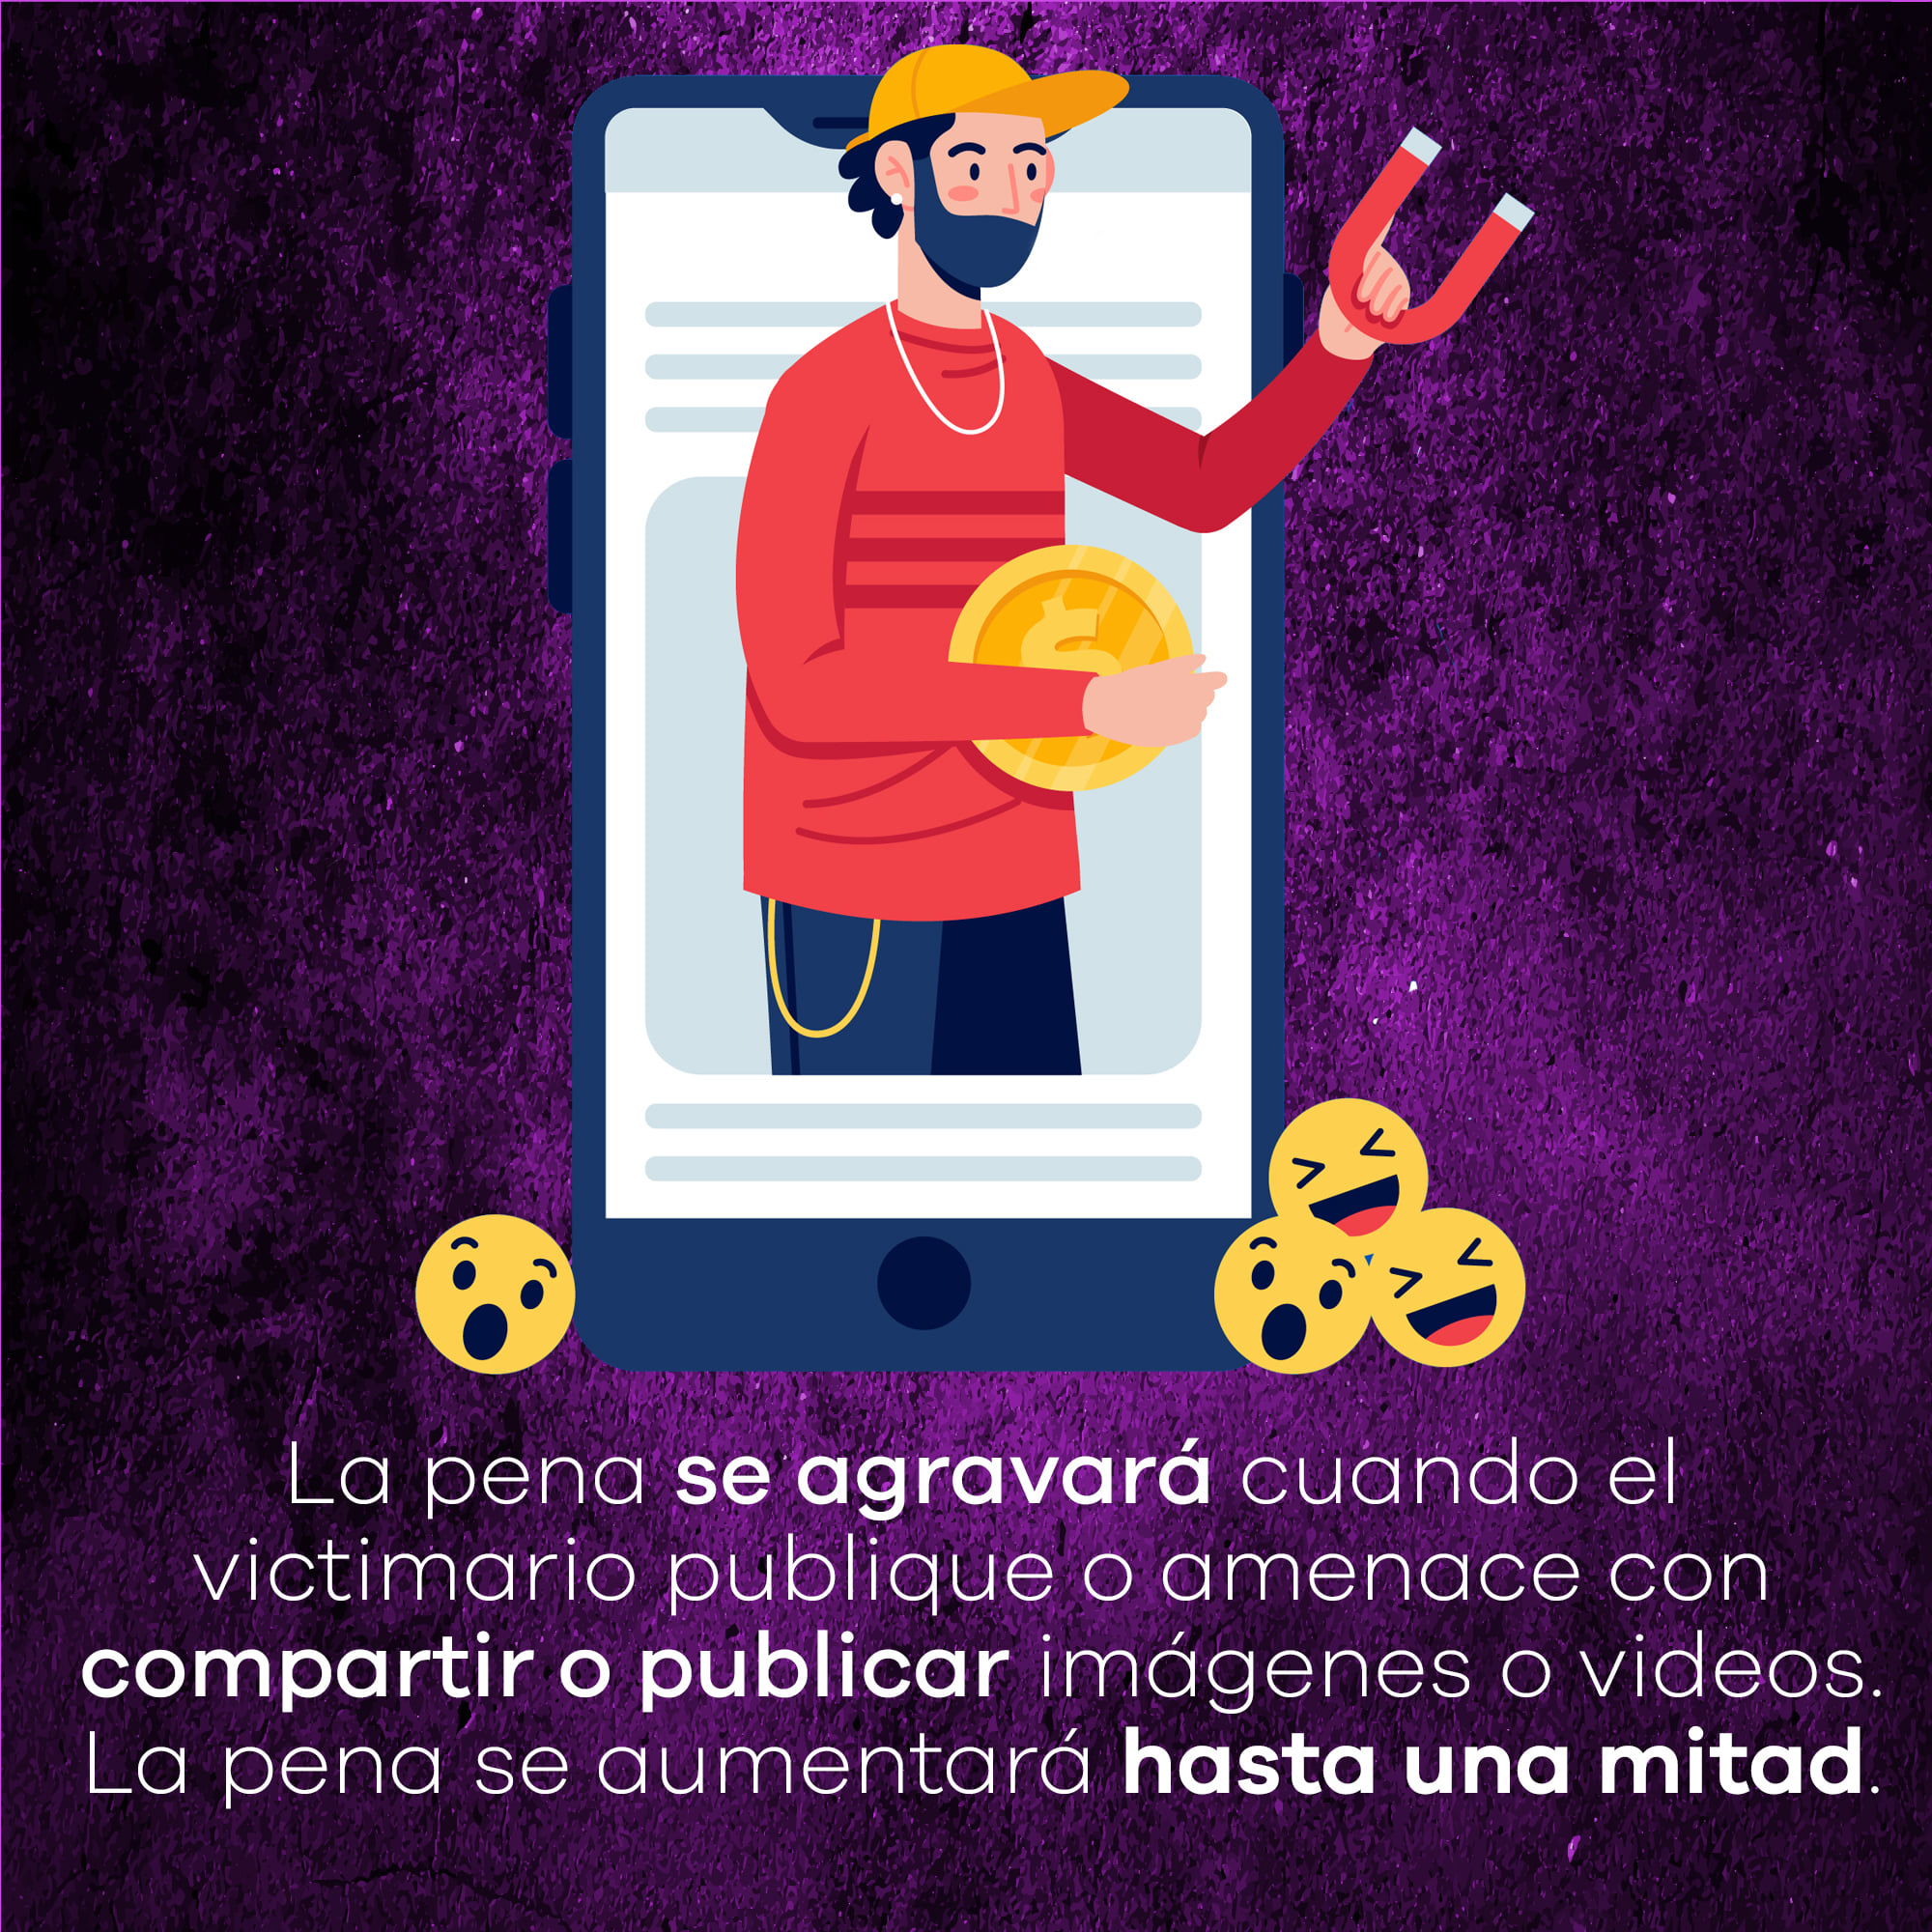 La pena se agravará cuando el
victimario publique o amenace con
compartir o publicar imágenes o videos.
La pena se aumentará hasta una mitad.